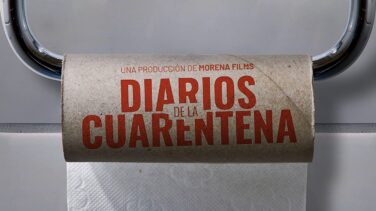 UNA PRODUCCIÓN DE MORENA FILMS
DIARIOS
DE LA
CUARENTENA